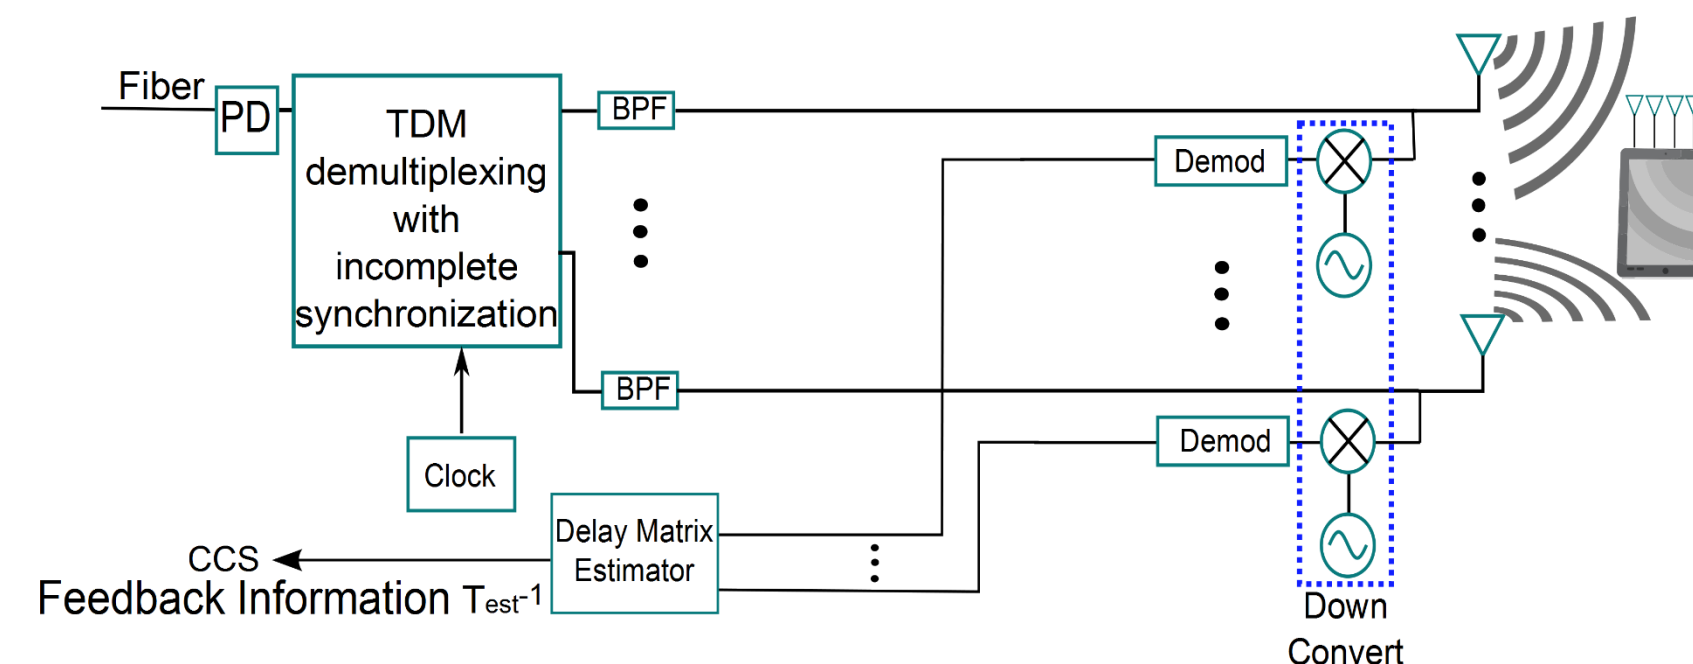 Fiber
PD
TDM
demultiplexing
with
incomplete
synchronization
BPF
Demod
BPF
Demod
Clock
Delay Matrix
Estimator
CCS
Feedback Information Test-1
Down
Convert